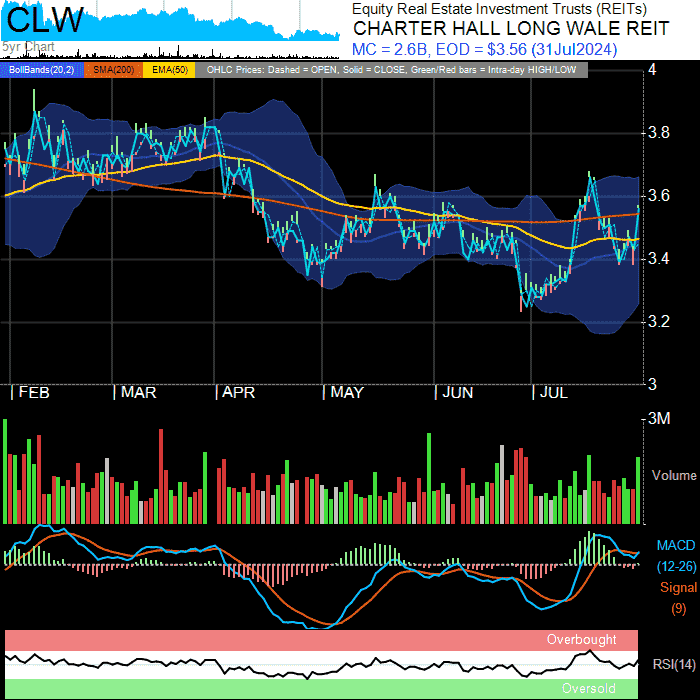 CLW
5yr Chart
Equity Real Estate Investment Trusts (REITs)
CHARTER HALL LONG WALE REIT
MC = 2.6B, EOD = $3.56 (31Jul2024)
BollBands(20,2) SMA(200) EMA(50) OHLC Prices: Dashed = OPEN, Solid = CLOSE, Green/Red bars = Intra-day HIGH/LOW
4
3.8
3.6
3.4
3.2
3
FEB MAR APR MAY JUN JUL
3M
Volume
MACD
(12-26)
Signal
(9)
Overbought
RSI(14)
Oversold